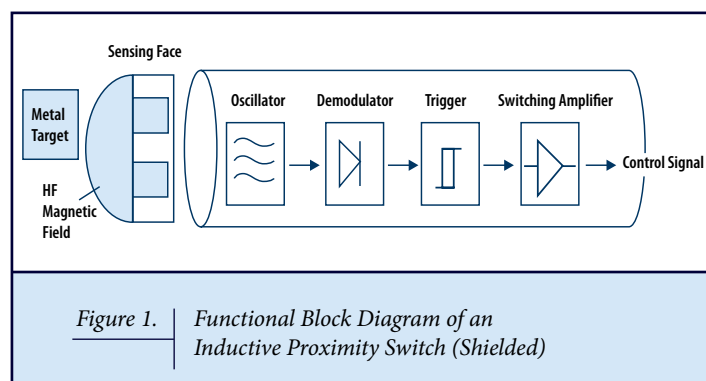 Sensing Face
Oscillator
Demodulator
Trigger
Switching Amplifier
Metal
Target
Control Signal
HF
Magnetic
Field
Figure 1.
Functional Block Diagram of an
Inductive Proximity Switch (Shielded)